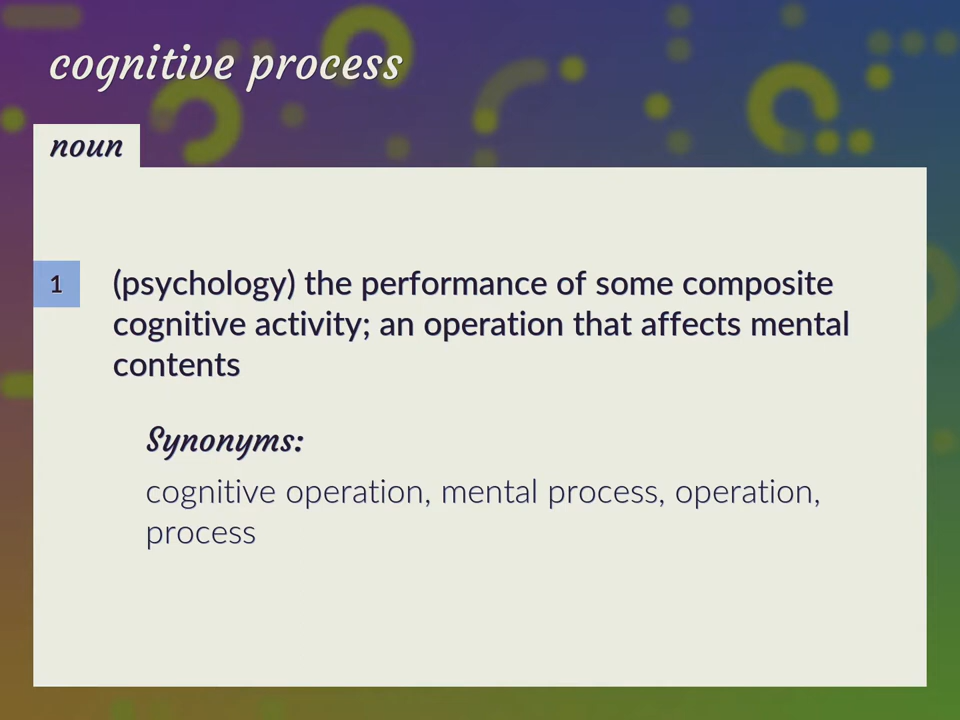 cognitive process
noun
1
(psychology) the performance of some composite
cognitive activity; an operation that affects mental
contents
Synonyms:
cognitive operation, mental process, operation,
process